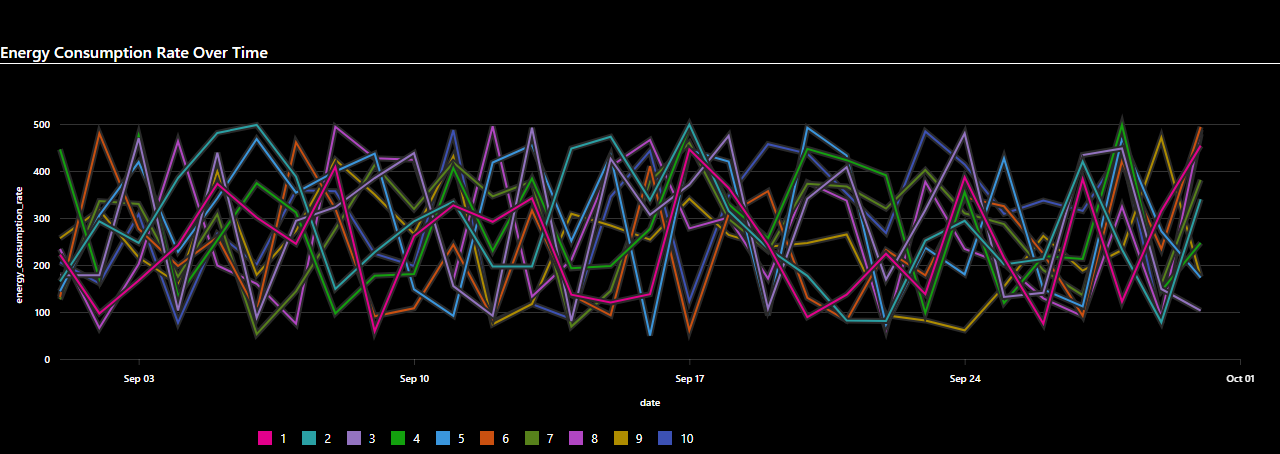 Energy Consumption Rate Over Time
energy_consumption_rate
500
400
300
200
100
0
Sep 03 Sep 10 Sep 17 Sep 24 Oct 01
date
1 2 3 4 5 6 7 8 9 10